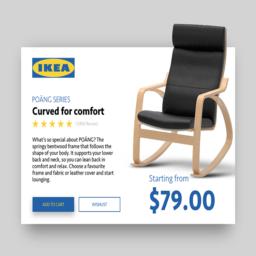 IKEA
POÄNG SERIES
Curved for comfort
What's so special about POÄNG? The
springy bentwood frame that follows the
shape of your body. It supports your lower
back and neck, so you can lean back in
comfort and relax. Choose a favourite
frame and fabric or leather cover and start
lounging.
Starting from
$79.00
ADD TO CART
WISHLIST